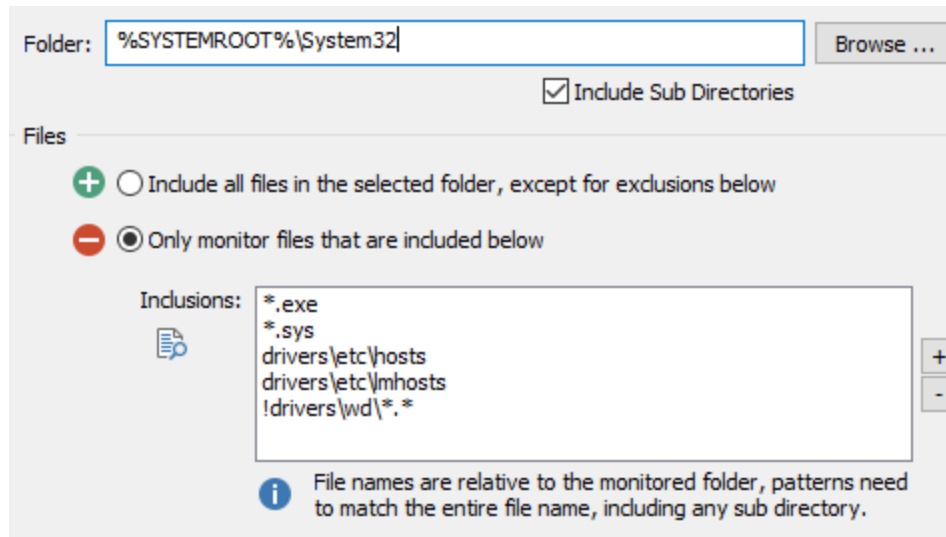 Folder: %SYSTEMROOT%\System32 Browse ...
Include Sub Directories
Files
Include all files in the selected folder, except for exclusions below
Only monitor files that are included below
Inclusions: *.exe
*.sys
drivers\etc\hosts
drivers\etc\lmhosts
!drivers\wd\*.*
+
-
File names are relative to the monitored folder, patterns need
to match the entire file name, including any sub directory.